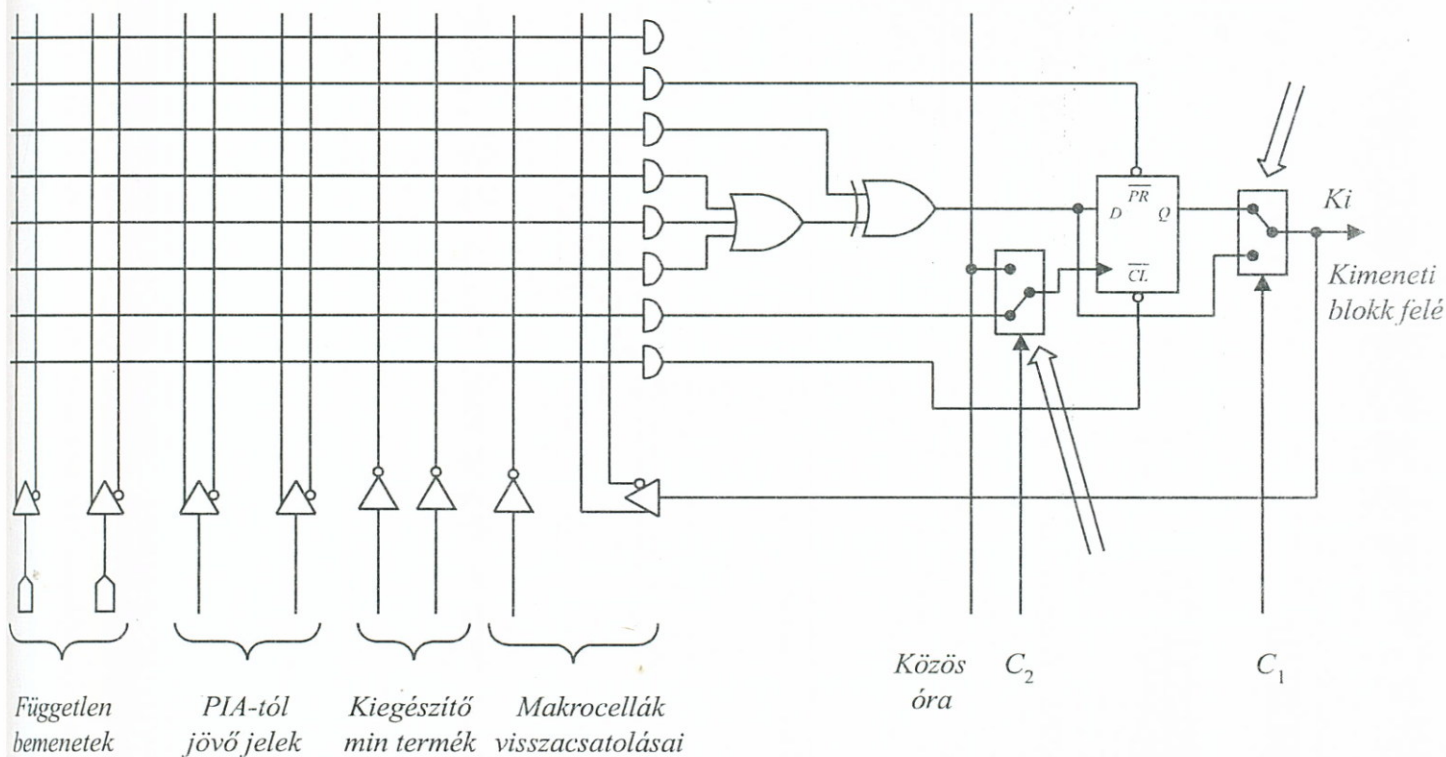 PR
D
Q
CL
Ki
Kimeneti
blokk felé
Közös
óra
C2
C1
Független
bemenetek
PIA-tól
jövő jelek
Kiegészítő
min termék
Makrocellák
visszacsatolásai